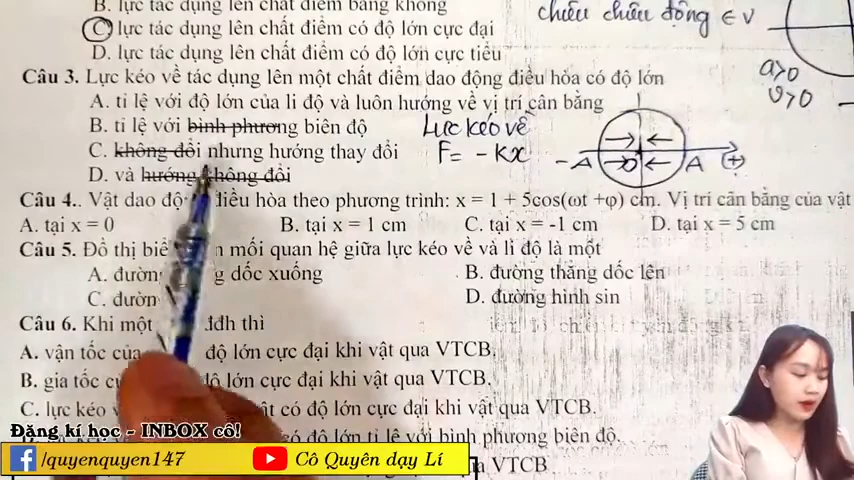 B. lực tác dụng lên chất điểm bằng không
C lực tác dụng lên chất điểm có độ lớn cực đại
D. lực tác dụng lên chất điểm có độ lớn cực tiểu
chiều chđộng ∈ v
a>0
v>0
Câu 3. Lực kéo về tác dụng lên một chất điểm dao động điều hòa có độ lớn
A. tỉ lệ với độ lớn của li độ và luôn hướng về vị trí cân bằng
B. tỉ lệ với bình phương biên độ
C. không đổi nhưng hướng thay đổi
D. và hướng không đổi
Lực kéo về
F = - Kx
-A O A +
Câu 4.. Vật dao độ điều hòa theo phương trình: x = 1 + 5cos(ωt +φ) cm. Vị trí cân bằng của vật
A. tại x = 0 B. tại x = 1 cm C. tại x = -1 cm D. tại x = 5 cm
Câu 5. Đồ thị biể n mối quan hệ giữa lực kéo về và li độ là một
A. đườn g dốc xuống B. đường thẳng dốc lên
C. đườn D. đường hình sin
Câu 6. Khi một dđh thì
A. vận tốc của độ lớn cực đại khi vật qua VTCB.
B. gia tốc củ độ lớn cực đại khi vật qua VTCB.
C. lực kéo v ật có độ lớn cực đại khi vật qua VTCB.
có độ lớn tỉ lệ với bình phương biên độ.
a VTCB
Đăng kí học - INBOX cô!
f /quyenquyen147
Cô Quyên dạy Lí